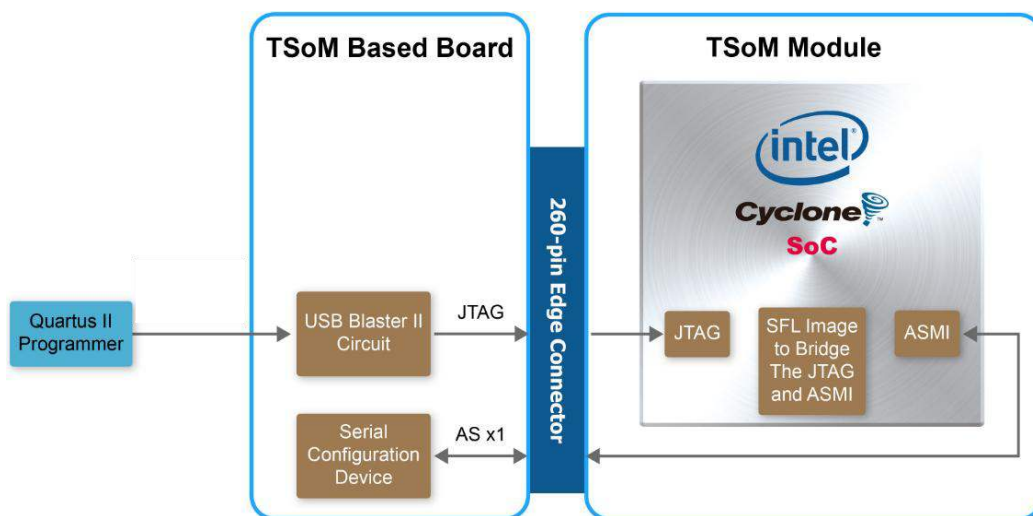 TSoM Based Board
TSoM Module
intel®
Cyclone™
SoC
260-pin Edge Connector
Quartus II
Programmer
USB Blaster II
Circuit
JTAG
JTAG
SFL Image
to Bridge
The JTAG
and ASMI
ASMI
Serial
Configuration
Device
AS x1